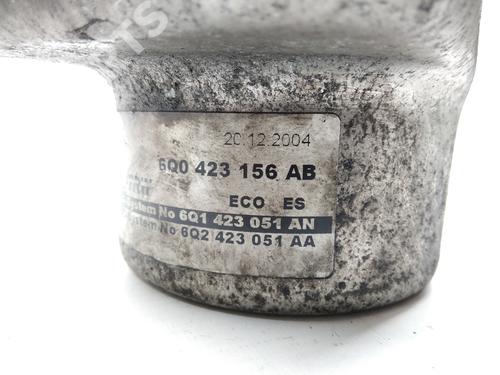 20.12.2004
6Q0 423 156 AB
ECO ES
System No 6Q1 423 051 AN
System No 6Q2 423 051 AA